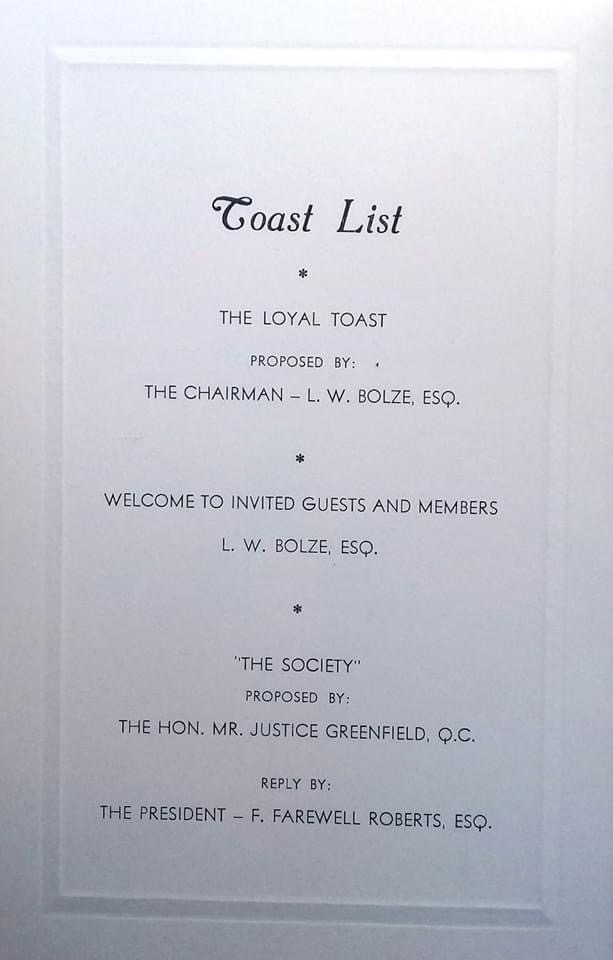 Toast List
*
THE LOYAL TOAST
PROPOSED BY:
THE CHAIRMAN – L. W. BOLZE, ESQ.
*
WELCOME TO INVITED GUESTS AND MEMBERS
L. W. BOLZE, ESQ.
*
"THE SOCIETY"
PROPOSED BY:
THE HON. MR. JUSTICE GREENFIELD, Q.C.
REPLY BY:
THE PRESIDENT – F. FAREWELL ROBERTS, ESQ.